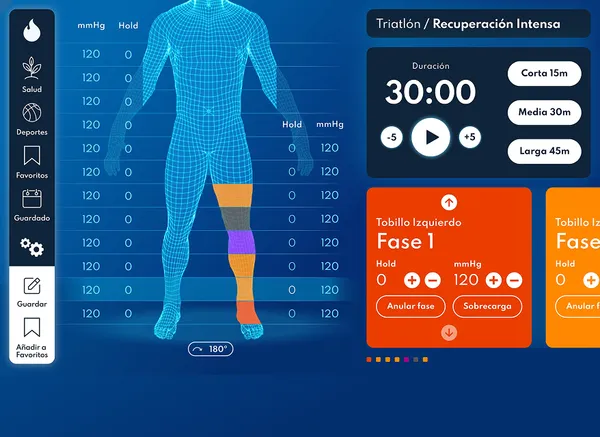 Salud
Deportes
Favoritos
Guardado
Guardar
Añadir a
Favoritos
mmHg Hold
120 0
120 0
120 0
120 0
Hold mmHg
120 0 0 120
120 0 0 120
120 0 0 120
120 0 0 120
120 0 0 120
120 0 0 120
120 0 0 120
120 0 0 120
180°
Triatlón / Recuperación Intensa
Duración
30:00
-5 +5
Corta 15m
Media 30m
Larga 45m
Tobillo Izquierdo
Fase 1
Hold mmHg
0 + − 120 + −
Anular fase Sobrecarga
Tobillo Iz
Fase
Hold
0 +
Anular f